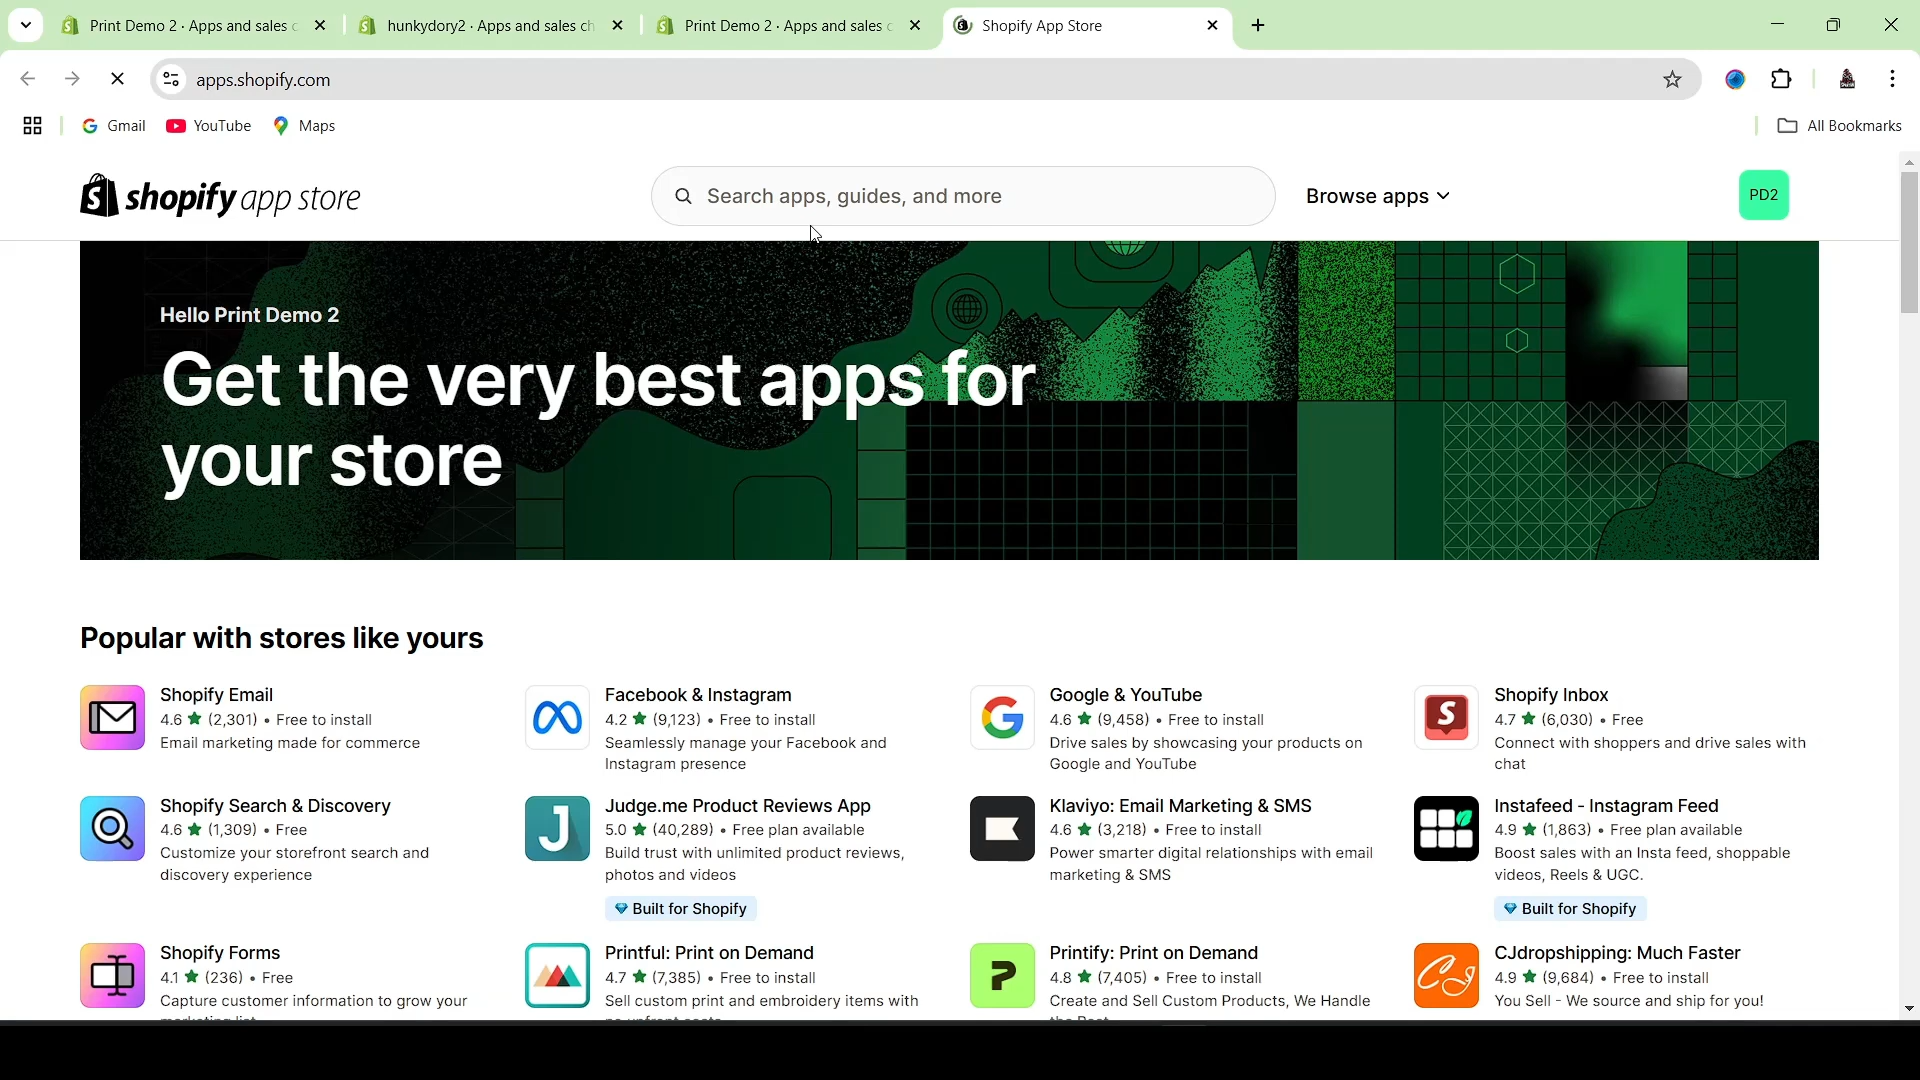 Print Demo 2 · Apps and sales c
hunkydory2 · Apps and sales ch
Print Demo 2 · Apps and sales c
Shopify App Store
apps.shopify.com
Gmail
YouTube
Maps
All Bookmarks
shopify app store
Search apps, guides, and more
Browse apps
PD2
Hello Print Demo 2
Get the very best apps for
your store
Popular with stores like yours
Shopify Email
4.6 ★ (2,301) • Free to install
Email marketing made for commerce
Facebook & Instagram
4.2 ★ (9,123) • Free to install
Seamlessly manage your Facebook and
Instagram presence
Google & YouTube
4.6 ★ (9,458) • Free to install
Drive sales by showcasing your products on
Google and YouTube
Shopify Inbox
4.7 ★ (6,030) • Free
Connect with shoppers and drive sales with
chat
Shopify Search & Discovery
4.6 ★ (1,309) • Free
Customize your storefront search and
discovery experience
Judge.me Product Reviews App
5.0 ★ (40,289) • Free plan available
Build trust with unlimited product reviews,
photos and videos
Built for Shopify
Klaviyo: Email Marketing & SMS
4.6 ★ (3,218) • Free to install
Power smarter digital relationships with email
marketing & SMS
Instafeed - Instagram Feed
4.9 ★ (1,863) • Free plan available
Boost sales with an Insta feed, shoppable
videos, Reels & UGC.
Built for Shopify
Shopify Forms
4.1 ★ (236) • Free
Capture customer information to grow your
Printful: Print on Demand
4.7 ★ (7,385) • Free to install
Sell custom print and embroidery items with
Printify: Print on Demand
4.8 ★ (7,405) • Free to install
Create and Sell Custom Products, We Handle
CJdropshipping: Much Faster
4.9 ★ (9,684) • Free to install
You Sell - We source and ship for you!